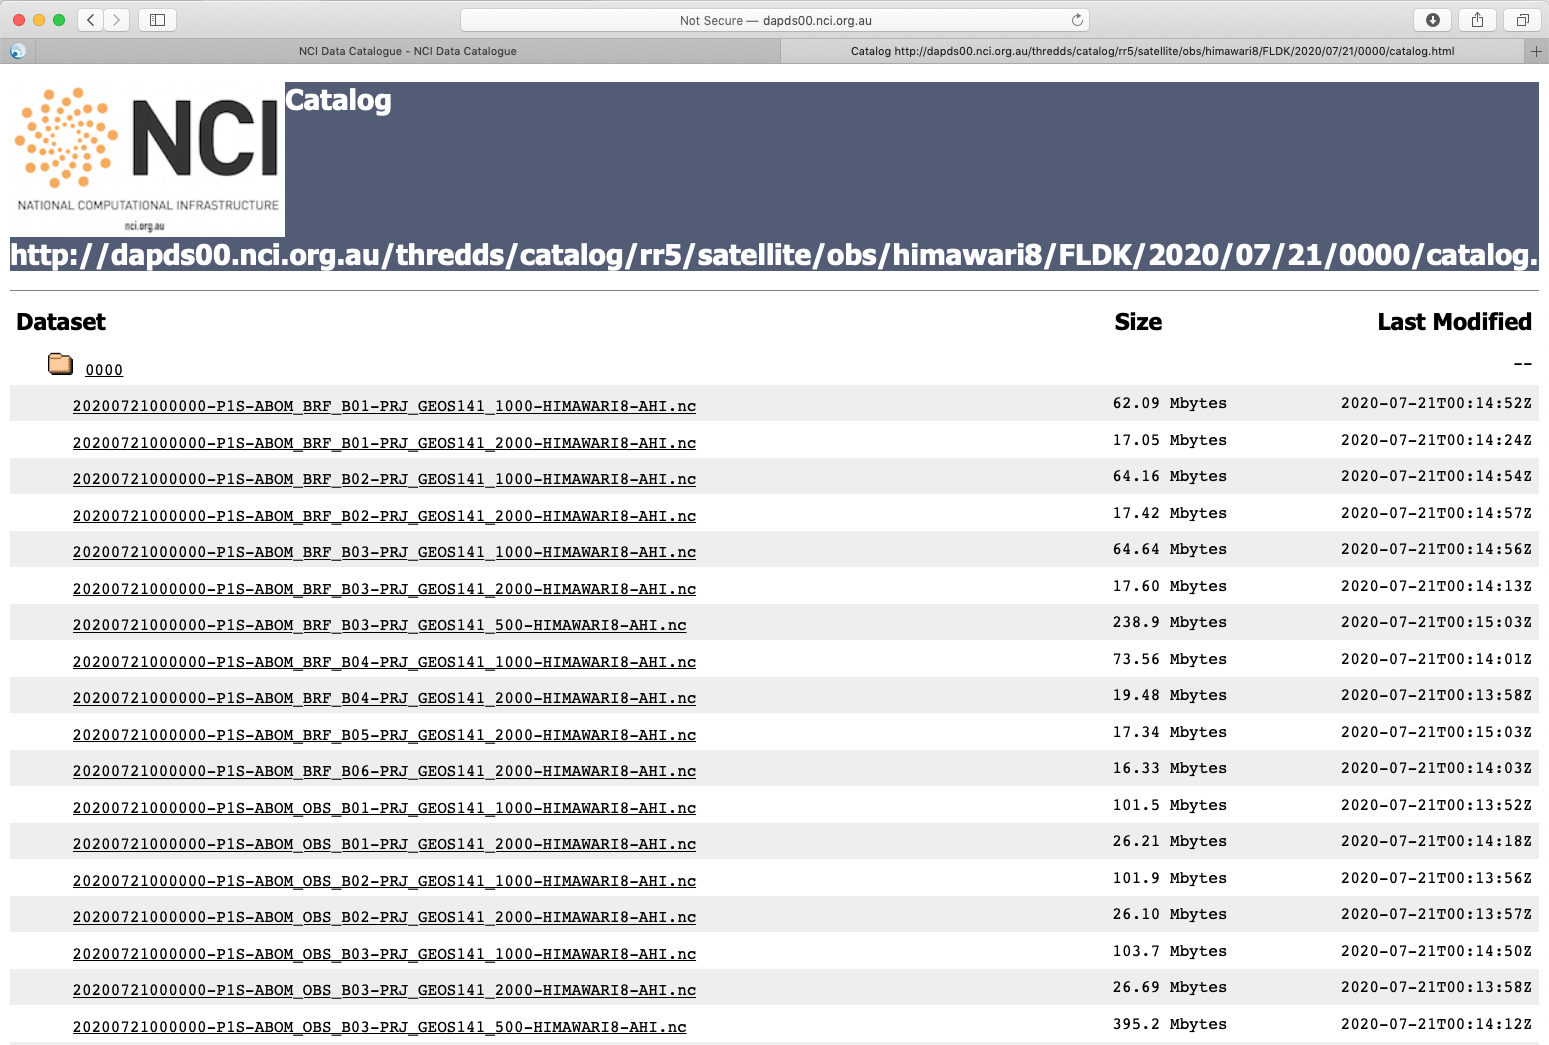 Not Secure — dapds00.nci.org.au
NCI Data Catalogue - NCI Data Catalogue
Catalog http://dapds00.nci.org.au/thredds/catalog/rr5/satellite/obs/himawari8/FLDK/2020/07/21/0000/catalog.html
NCI
NATIONAL COMPUTATIONAL INFRASTRUCTURE
nci.org.au
Catalog
http://dapds00.nci.org.au/thredds/catalog/rr5/satellite/obs/himawari8/FLDK/2020/07/21/0000/catalog.
Dataset Size Last Modified
0000 --
20200721000000-P1S-ABOM_BRF_B01-PRJ_GEOS141_1000-HIMAWARI8-AHI.nc 62.09 Mbytes 2020-07-21T00:14:52Z
20200721000000-P1S-ABOM_BRF_B01-PRJ_GEOS141_2000-HIMAWARI8-AHI.nc 17.05 Mbytes 2020-07-21T00:14:24Z
20200721000000-P1S-ABOM_BRF_B02-PRJ_GEOS141_1000-HIMAWARI8-AHI.nc 64.16 Mbytes 2020-07-21T00:14:54Z
20200721000000-P1S-ABOM_BRF_B02-PRJ_GEOS141_2000-HIMAWARI8-AHI.nc 17.42 Mbytes 2020-07-21T00:14:57Z
20200721000000-P1S-ABOM_BRF_B03-PRJ_GEOS141_1000-HIMAWARI8-AHI.nc 64.64 Mbytes 2020-07-21T00:14:56Z
20200721000000-P1S-ABOM_BRF_B03-PRJ_GEOS141_2000-HIMAWARI8-AHI.nc 17.60 Mbytes 2020-07-21T00:14:13Z
20200721000000-P1S-ABOM_BRF_B03-PRJ_GEOS141_500-HIMAWARI8-AHI.nc 238.9 Mbytes 2020-07-21T00:15:03Z
20200721000000-P1S-ABOM_BRF_B04-PRJ_GEOS141_1000-HIMAWARI8-AHI.nc 73.56 Mbytes 2020-07-21T00:14:01Z
20200721000000-P1S-ABOM_BRF_B04-PRJ_GEOS141_2000-HIMAWARI8-AHI.nc 19.48 Mbytes 2020-07-21T00:13:58Z
20200721000000-P1S-ABOM_BRF_B05-PRJ_GEOS141_2000-HIMAWARI8-AHI.nc 17.34 Mbytes 2020-07-21T00:15:03Z
20200721000000-P1S-ABOM_BRF_B06-PRJ_GEOS141_2000-HIMAWARI8-AHI.nc 16.33 Mbytes 2020-07-21T00:14:03Z
20200721000000-P1S-ABOM_OBS_B01-PRJ_GEOS141_1000-HIMAWARI8-AHI.nc 101.5 Mbytes 2020-07-21T00:13:52Z
20200721000000-P1S-ABOM_OBS_B01-PRJ_GEOS141_2000-HIMAWARI8-AHI.nc 26.21 Mbytes 2020-07-21T00:14:18Z
20200721000000-P1S-ABOM_OBS_B02-PRJ_GEOS141_1000-HIMAWARI8-AHI.nc 101.9 Mbytes 2020-07-21T00:13:56Z
20200721000000-P1S-ABOM_OBS_B02-PRJ_GEOS141_2000-HIMAWARI8-AHI.nc 26.10 Mbytes 2020-07-21T00:13:57Z
20200721000000-P1S-ABOM_OBS_B03-PRJ_GEOS141_1000-HIMAWARI8-AHI.nc 103.7 Mbytes 2020-07-21T00:14:50Z
20200721000000-P1S-ABOM_OBS_B03-PRJ_GEOS141_2000-HIMAWARI8-AHI.nc 26.69 Mbytes 2020-07-21T00:13:58Z
20200721000000-P1S-ABOM_OBS_B03-PRJ_GEOS141_500-HIMAWARI8-AHI.nc 395.2 Mbytes 2020-07-21T00:14:12Z